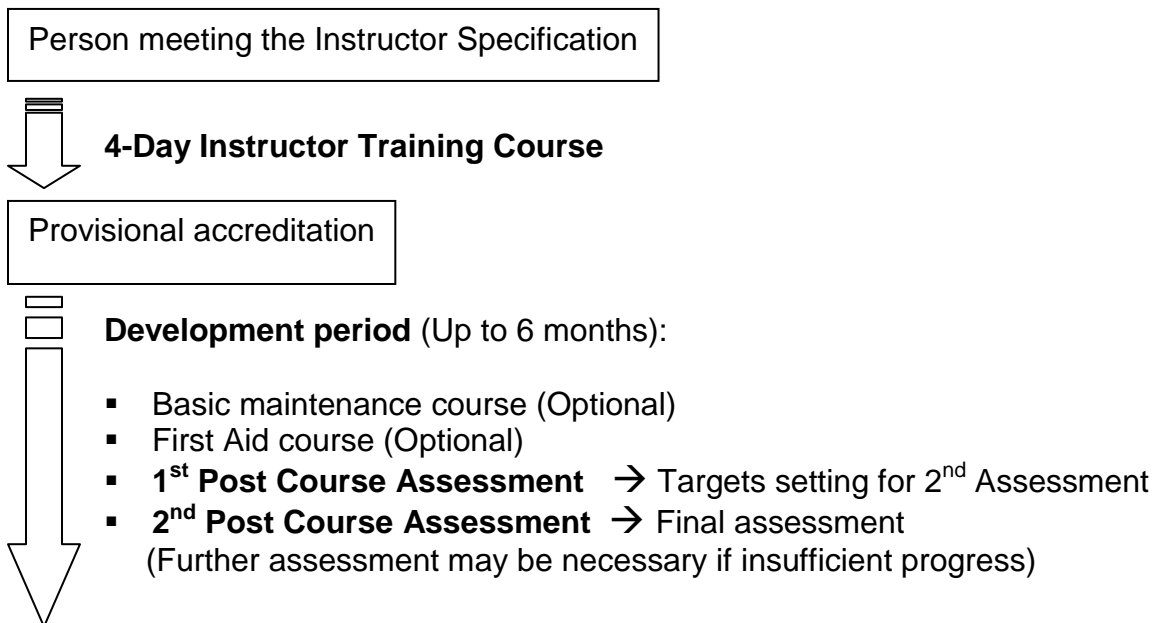 Person meeting the Instructor Specification
4-Day Instructor Training Course
Provisional accreditation
Development period (Up to 6 months):
▪ Basic maintenance course (Optional)
▪ First Aid course (Optional)
▪ 1st Post Course Assessment → Targets setting for 2nd Assessment
▪ 2nd Post Course Assessment → Final assessment
(Further assessment may be necessary if insufficient progress)